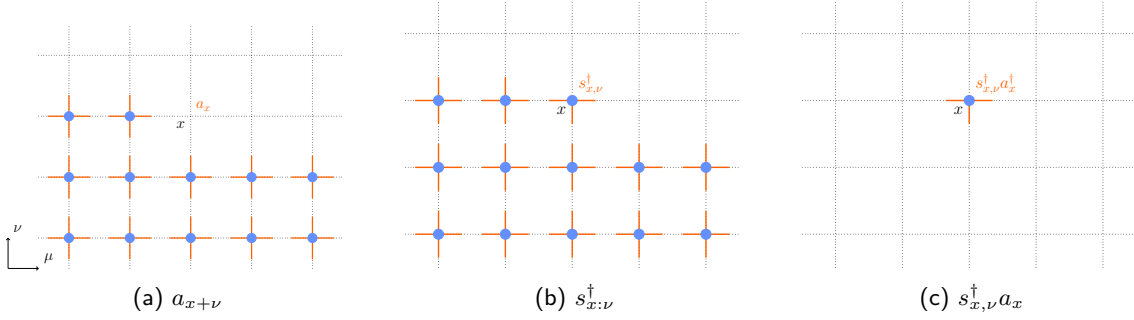 a_x
x
ν
μ
(a) a_{x+ν}
s†_{x,ν}
x
(b) s†_{x:ν}
s†_{x,ν}a†_x
x
(c) s†_{x,ν}a_x